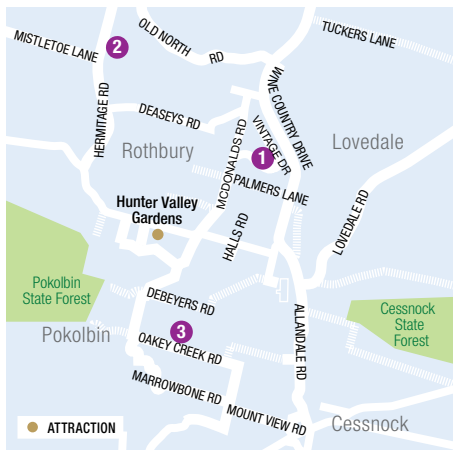 TUCKERS LANE
OLD NORTH RD
MISTLETOE LANE
2
HERMITAGE RD
DEASEYS RD
WINE COUNTRY DRIVE
VINTAGE DR
MCDONALDS RD
Lovedale
Rothbury
1
PALMERS LANE
LOVEDALE RD
Hunter Valley
Gardens
HALLS RD
Pokolbin
State Forest
DEBEYERS RD
ALLANDALE RD
Cessnock
State
Forest
Pokolbin
3
OAKEY CREEK RD
MARROWBONE RD
MOUNT VIEW RD
Cessnock
ATTRACTION